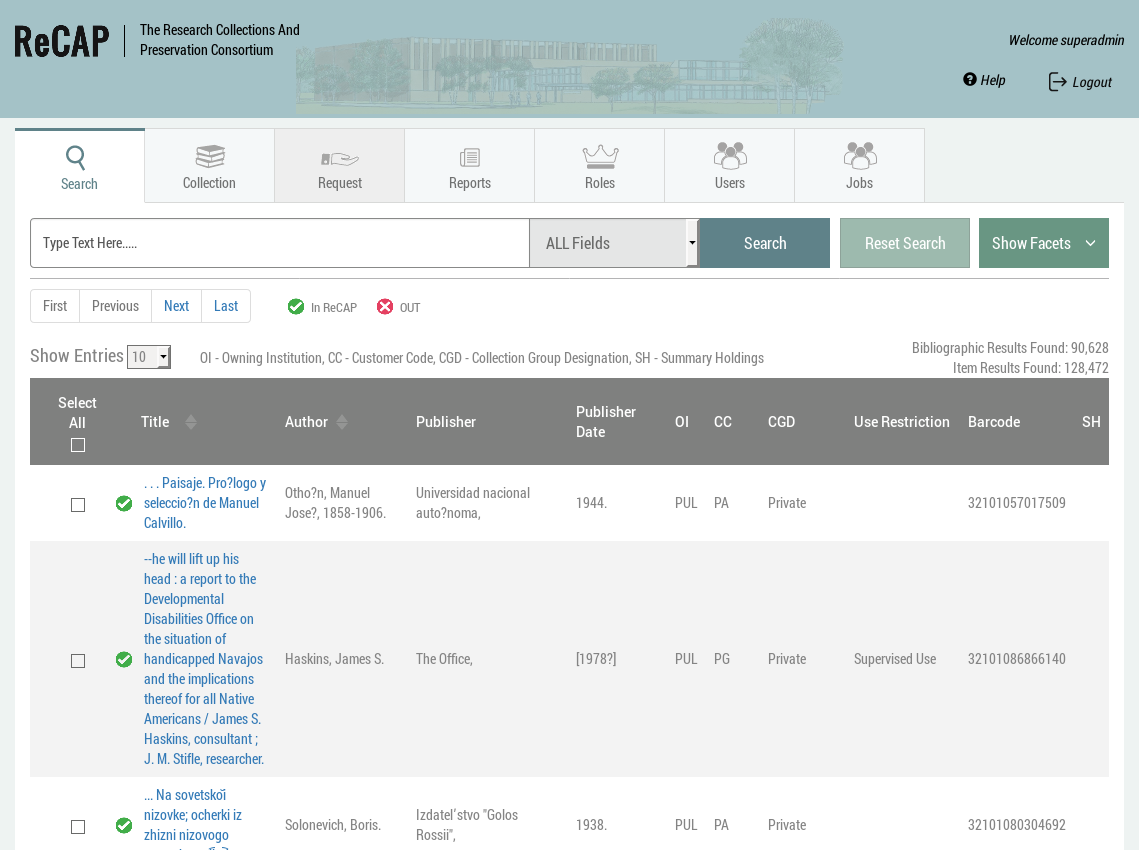 ReCAP
The Research Collections And
Preservation Consortium
Welcome superadmin
Help
Logout
Search
Collection
Request
Reports
Roles
Users
Jobs
Type Text Here.....
ALL Fields
Search
Reset Search
Show Facets
First
Previous
Next
Last
In ReCAP
OUT
Show Entries 10
OI - Owning Institution, CC - Customer Code, CGD - Collection Group Designation, SH - Summary Holdings
Bibliographic Results Found: 90,628
Item Results Found: 128,472
Select
All
Title
Author
Publisher
Publisher
Date
OI
CC
CGD
Use Restriction
Barcode
SH
. . . Paisaje. Pro?logo y
seleccio?n de Manuel
Calvillo.
Otho?n, Manuel
Jose?, 1858-1906.
Universidad nacional
auto?noma,
1944.
PUL
PA
Private
32101057017509
--he will lift up his
head : a report to the
Developmental
Disabilities Office on
the situation of
handicapped Navajos
and the implications
thereof for all Native
Americans / James S.
Haskins, consultant ;
J. M. Stifle, researcher.
Haskins, James S.
The Office,
[1978?]
PUL
PG
Private
Supervised Use
32101086866140
... Na sovetskoĭ
nizovke; ocherki iz
zhizni nizovogo
Solonevich, Boris.
Izdatelʹstvo "Golos
Rossii",
1938.
PUL
PA
Private
32101080304692